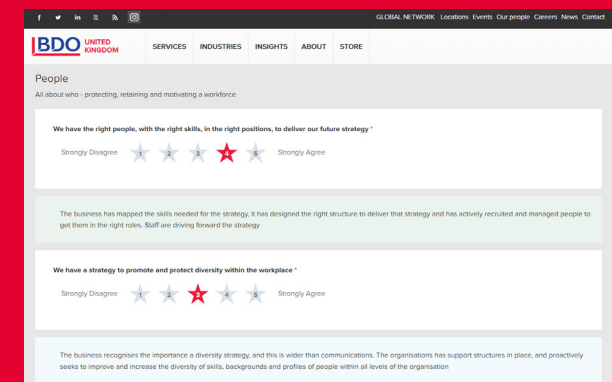 GLOBAL NETWORK Locations Events Our people Careers News Contact
BDO UNITED KINGDOM
SERVICES INDUSTRIES INSIGHTS ABOUT STORE
People
All about who - protecting, retaining and motivating a workforce
We have the right people, with the right skills, in the right positions, to deliver our future strategy *
Strongly Disagree 1 2 3 4 5 Strongly Agree
The business has mapped the skills needed for the strategy, it has designed the right structure to deliver that strategy and has actively recruited and managed people to
get them in the right roles. Staff are driving forward the strategy
We have a strategy to promote and protect diversity within the workplace *
Strongly Disagree 1 2 3 4 5 Strongly Agree
The business recognises the importance a diversity strategy, and this is wider than communications. The organisations has support structures in place, and proactively
seeks to improve and increase the diversity of skills, backgrounds and profiles of people within all levels of the organisation